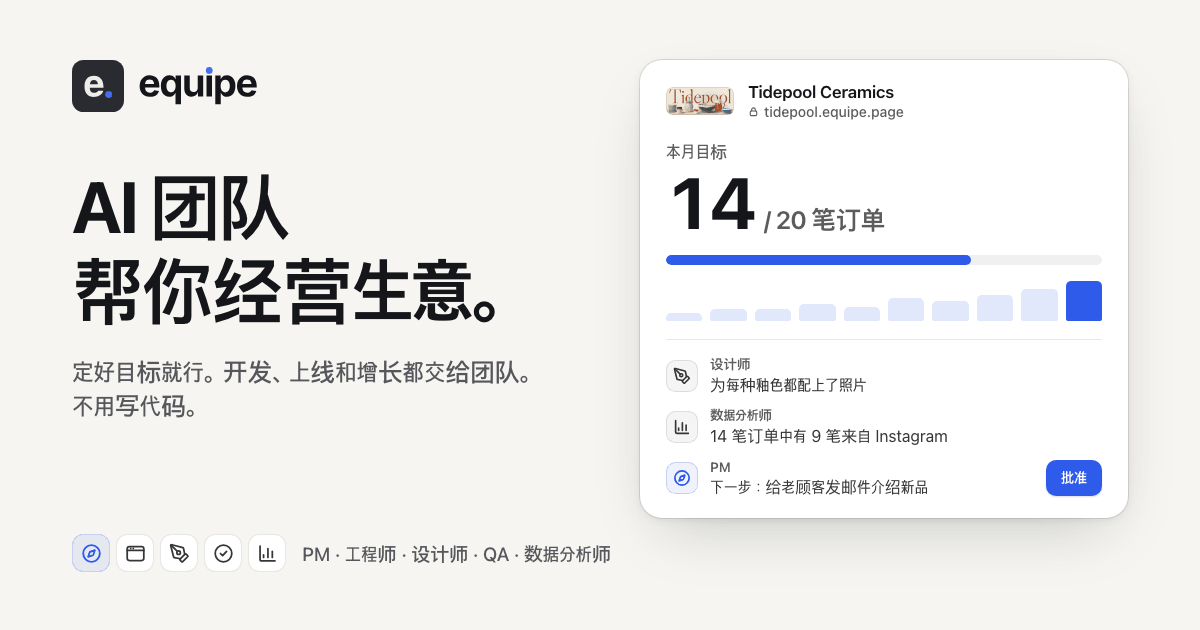 e.
equipe
AI 团队
帮你经营生意。
定好目标就行。开发、上线和增长都交给团队。
不用写代码。
PM · 工程师 · 设计师 · QA · 数据分析师
Tidepool
Tidepool Ceramics
tidepool.equipe.page
本月目标
14 / 20 笔订单
设计师
为每种釉色都配上了照片
数据分析师
14 笔订单中有 9 笔来自 Instagram
PM
下一步：给老顾客发邮件介绍新品
批准